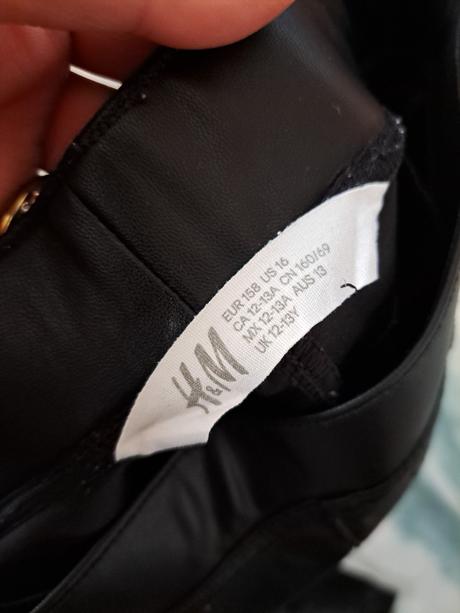 H&M
EUR 158 US 16
CA 12-13A CN 160/69
MX 12-13A AUS 13
UK 12-13Y